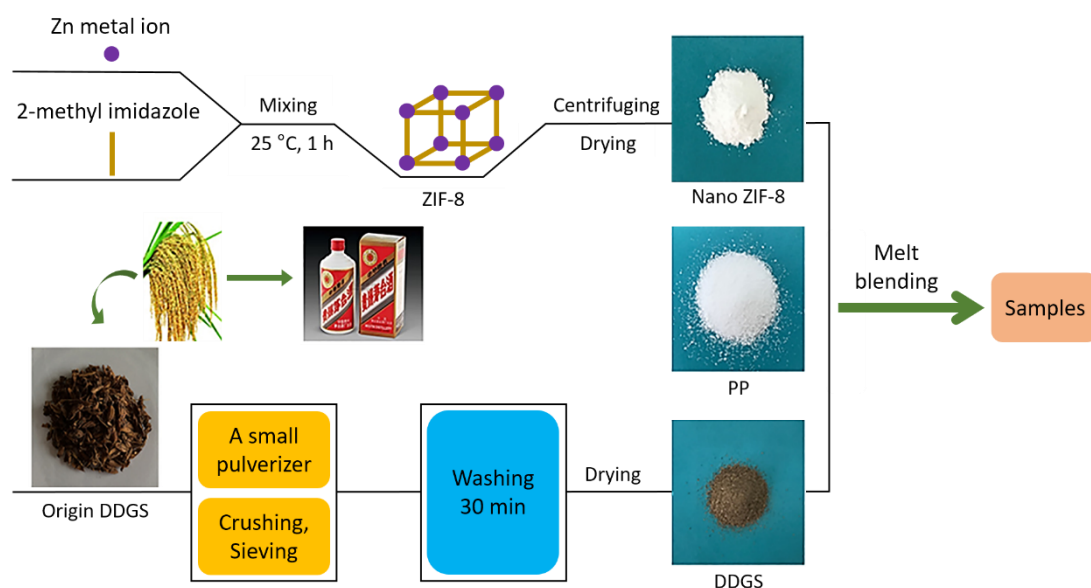 Zn metal ion
2-methyl imidazole
Mixing
25 °C, 1 h
ZIF-8
Centrifuging
Drying
Nano ZIF-8
PP
Melt
blending
Samples
Origin DDGS
A small
pulverizer
Crushing,
Sieving
Washing
30 min
Drying
DDGS